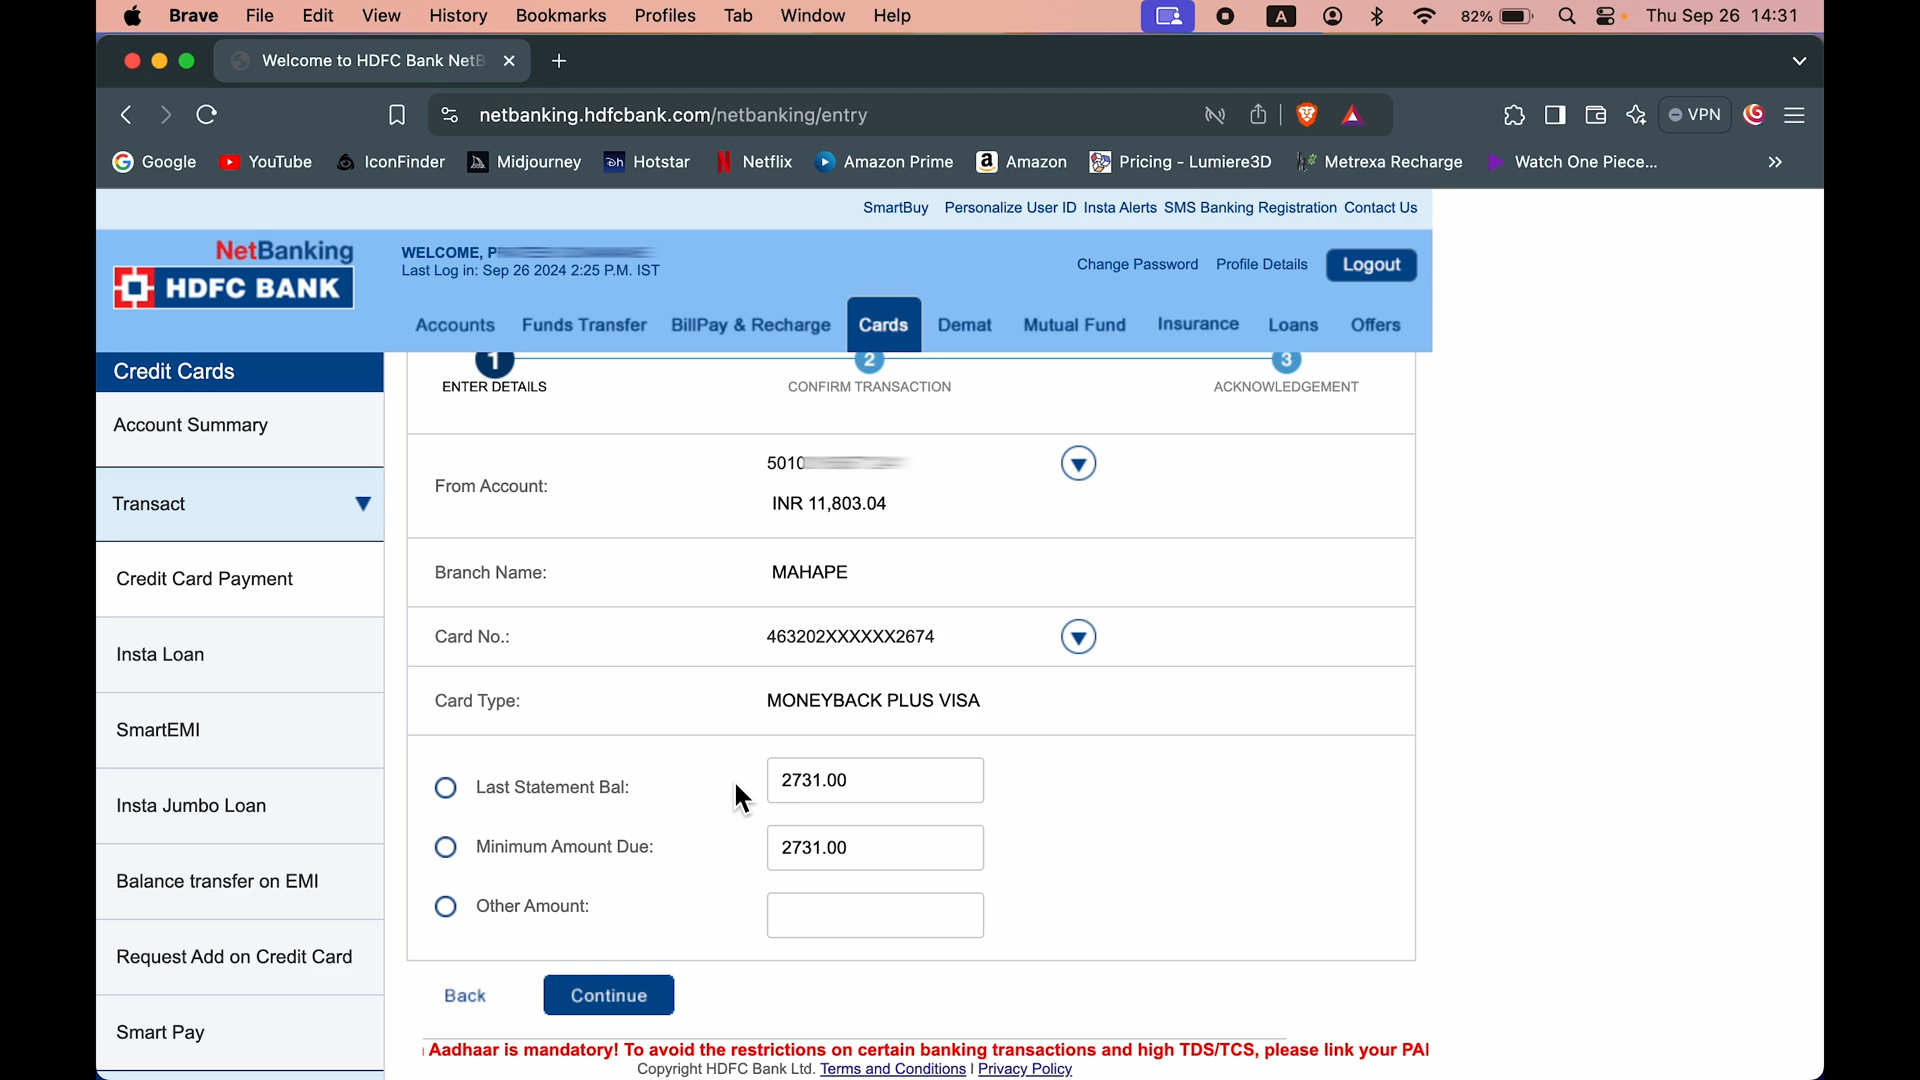 Brave File Edit View History Bookmarks Profiles Tab Window Help A 82% Thu Sep 26 14:31
Welcome to HDFC Bank NetB
netbanking.hdfcbank.com/netbanking/entry VPN
Google YouTube IconFinder Midjourney Hotstar Netflix Amazon Prime Amazon Pricing - Lumiere3D Metrexa Recharge Watch One Piece...
SmartBuy Personalize User ID Insta Alerts SMS Banking Registration Contact Us
NetBanking
HDFC BANK
WELCOME, P
Last Log in: Sep 26 2024 2:25 P.M. IST
Change Password Profile Details Logout
Accounts Funds Transfer BillPay & Recharge Cards Demat Mutual Fund Insurance Loans Offers
Credit Cards
Account Summary
Transact
Credit Card Payment
Insta Loan
SmartEMI
Insta Jumbo Loan
Balance transfer on EMI
Request Add on Credit Card
Smart Pay
1 2 3
ENTER DETAILS CONFIRM TRANSACTION ACKNOWLEDGEMENT
From Account: 5010
INR 11,803.04
Branch Name: MAHAPE
Card No.: 463202XXXXXX2674
Card Type: MONEYBACK PLUS VISA
Last Statement Bal: 2731.00
Minimum Amount Due: 2731.00
Other Amount:
Back Continue
Aadhaar is mandatory! To avoid the restrictions on certain banking transactions and high TDS/TCS, please link your PAI
Copyright HDFC Bank Ltd. Terms and Conditions | Privacy Policy